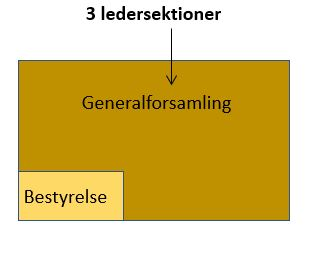 3 ledersektioner
Generalforsamling
Bestyrelse